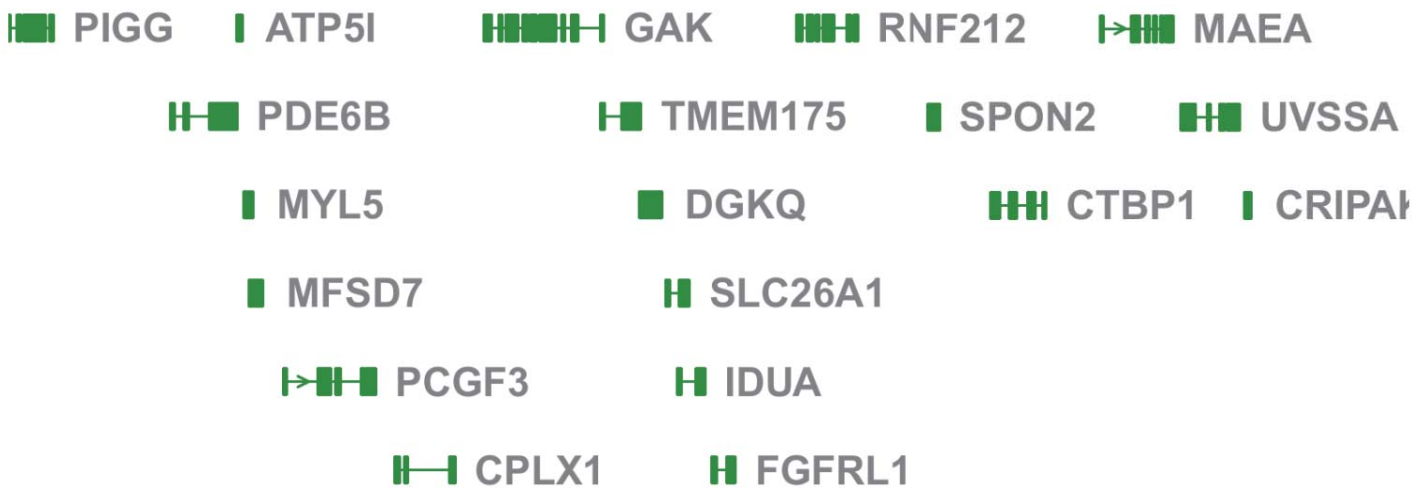 PIGG ATP5I GAK RNF212 MAEA
PDE6B TMEM175 SPON2 UVSSA
MYL5 DGKQ CTBP1
MFSD7 SLC26A1
PCGF3 IDUA
CPLX1 FGFRL1